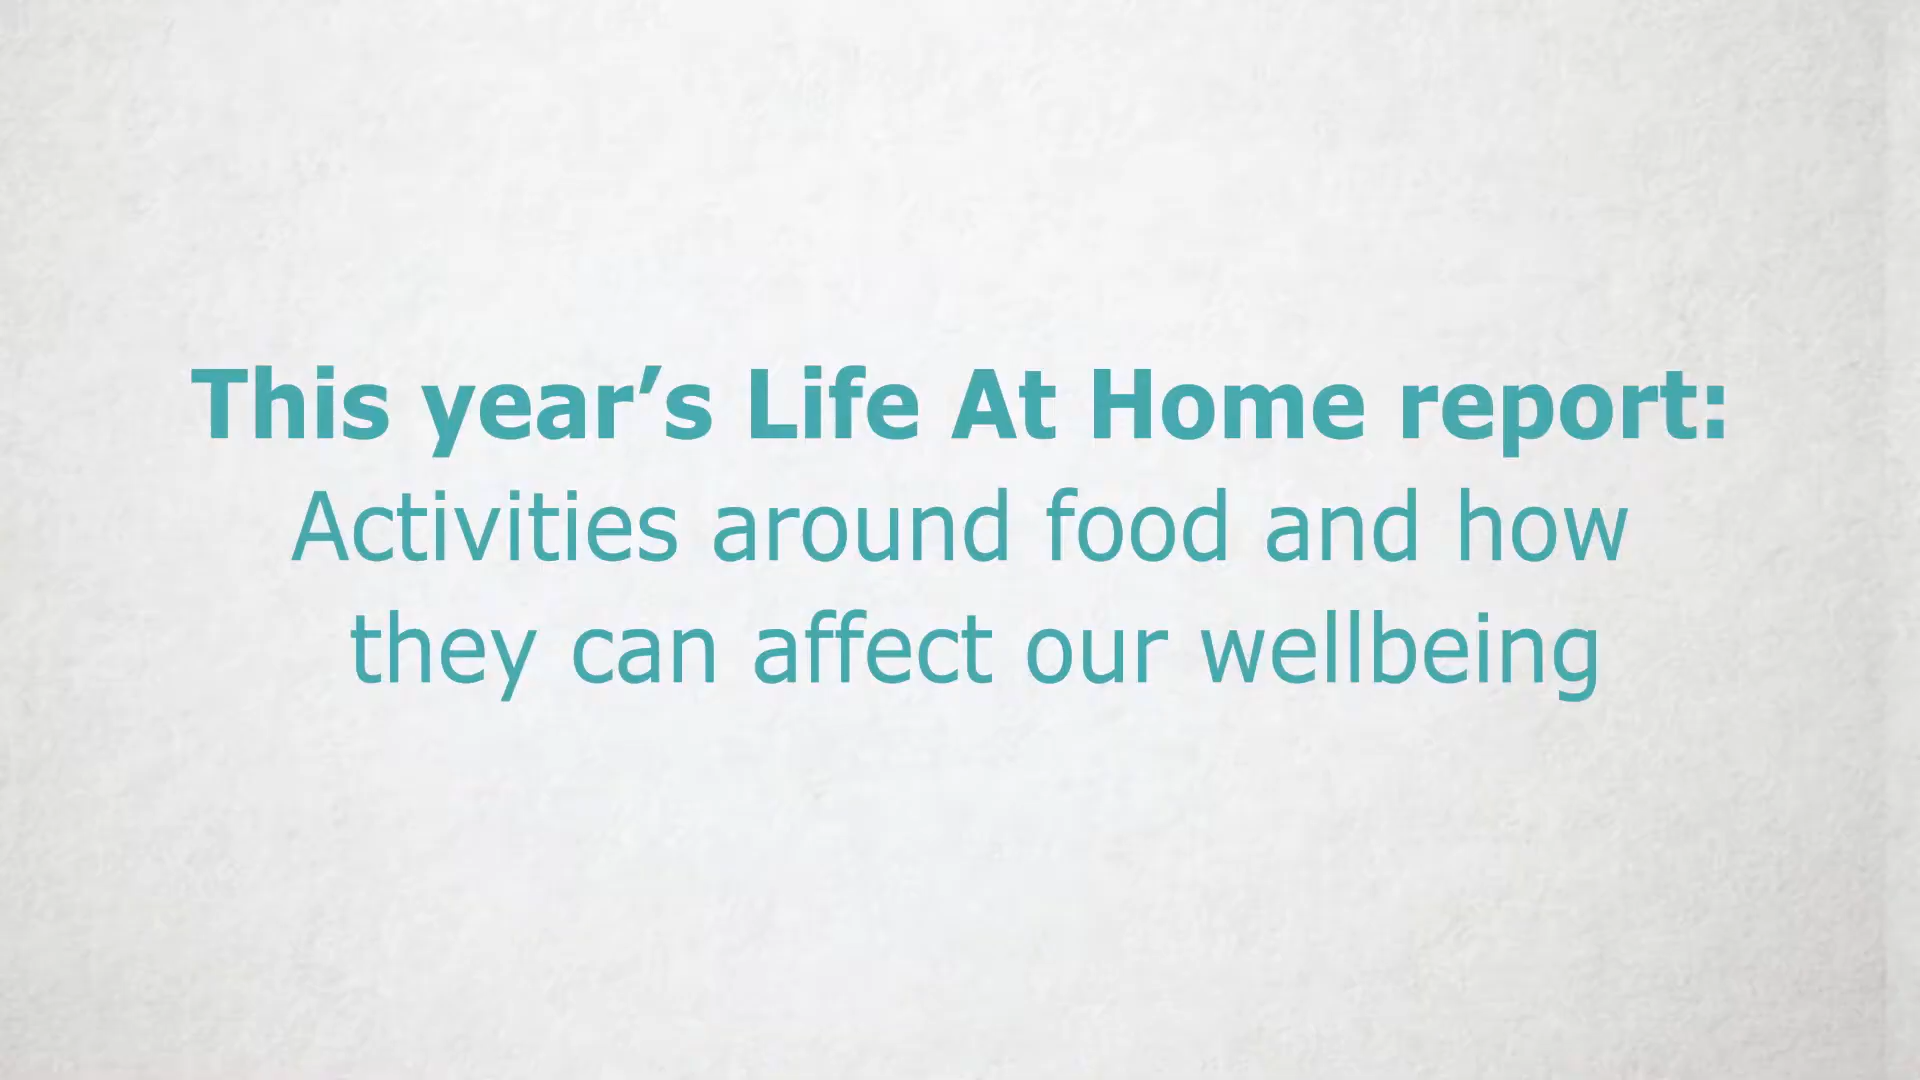 This year’s Life At Home report:
Activities around food and how
they can affect our wellbeing